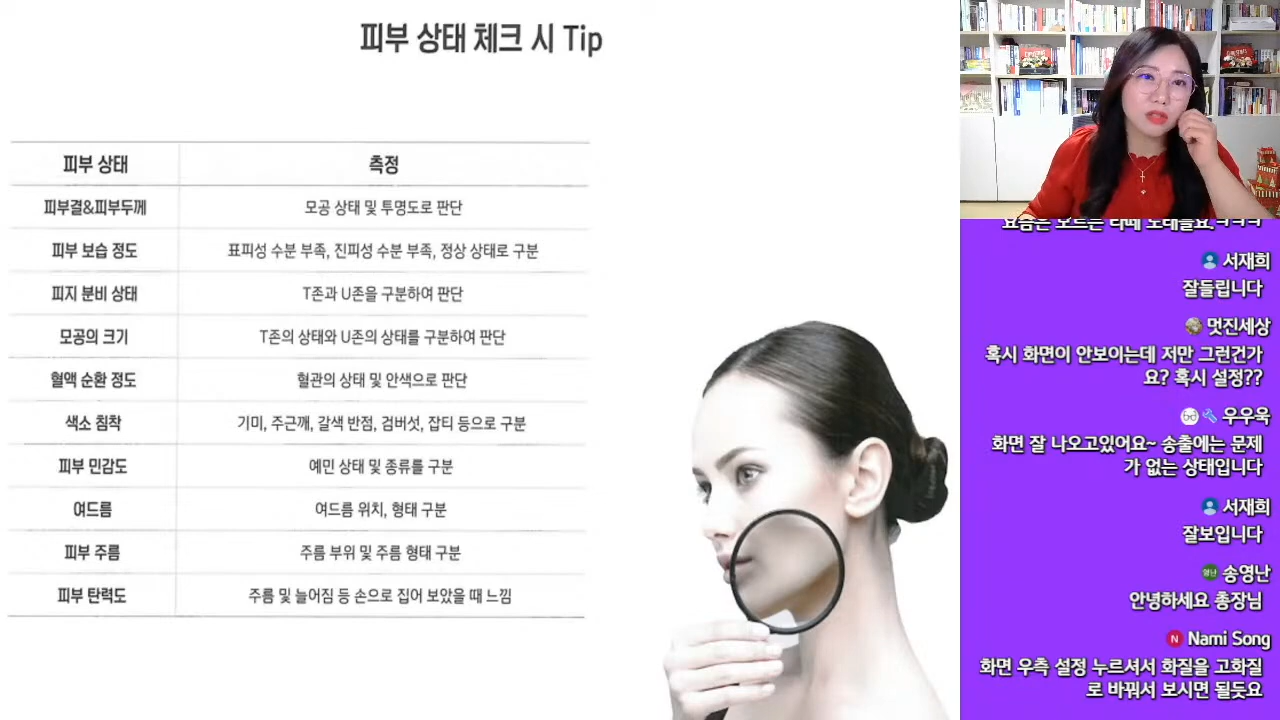 피부 상태 체크 시 Tip
피부 상태 측정
피부결&피부두께 모공 상태 및 투명도로 판단
피부 보습 정도 표피성 수분 부족, 진피성 수분 부족, 정상 상태로 구분
피지 분비 상태 T존과 U존을 구분하여 판단
모공의 크기 T존의 상태와 U존의 상태를 구분하여 판단
혈액 순환 정도 혈관의 상태 및 안색으로 판단
색소 침착 기미, 주근깨, 갈색 반점, 검버섯, 잡티 등으로 구분
피부 민감도 예민 상태 및 종류를 구분
여드름 여드름 위치, 형태 구분
피부 주름 주름 부위 및 주름 형태 구분
피부 탄력도 주름 및 늘어짐 등 손으로 집어 보았을 때 느낌
서재희
잘들립니다
멋진세상
혹시 화면이 안보이는데 저만 그런건가
요? 혹시 설정??
우우욱
화면 잘 나오고있어요~ 송출에는 문제
가 없는 상태입니다
서재희
잘보입니다
영난 송영난
안녕하세요 총장님
N Nami Song
화면 우측 설정 누르셔서 화질을 고화질
로 바꿔서 보시면 될듯요